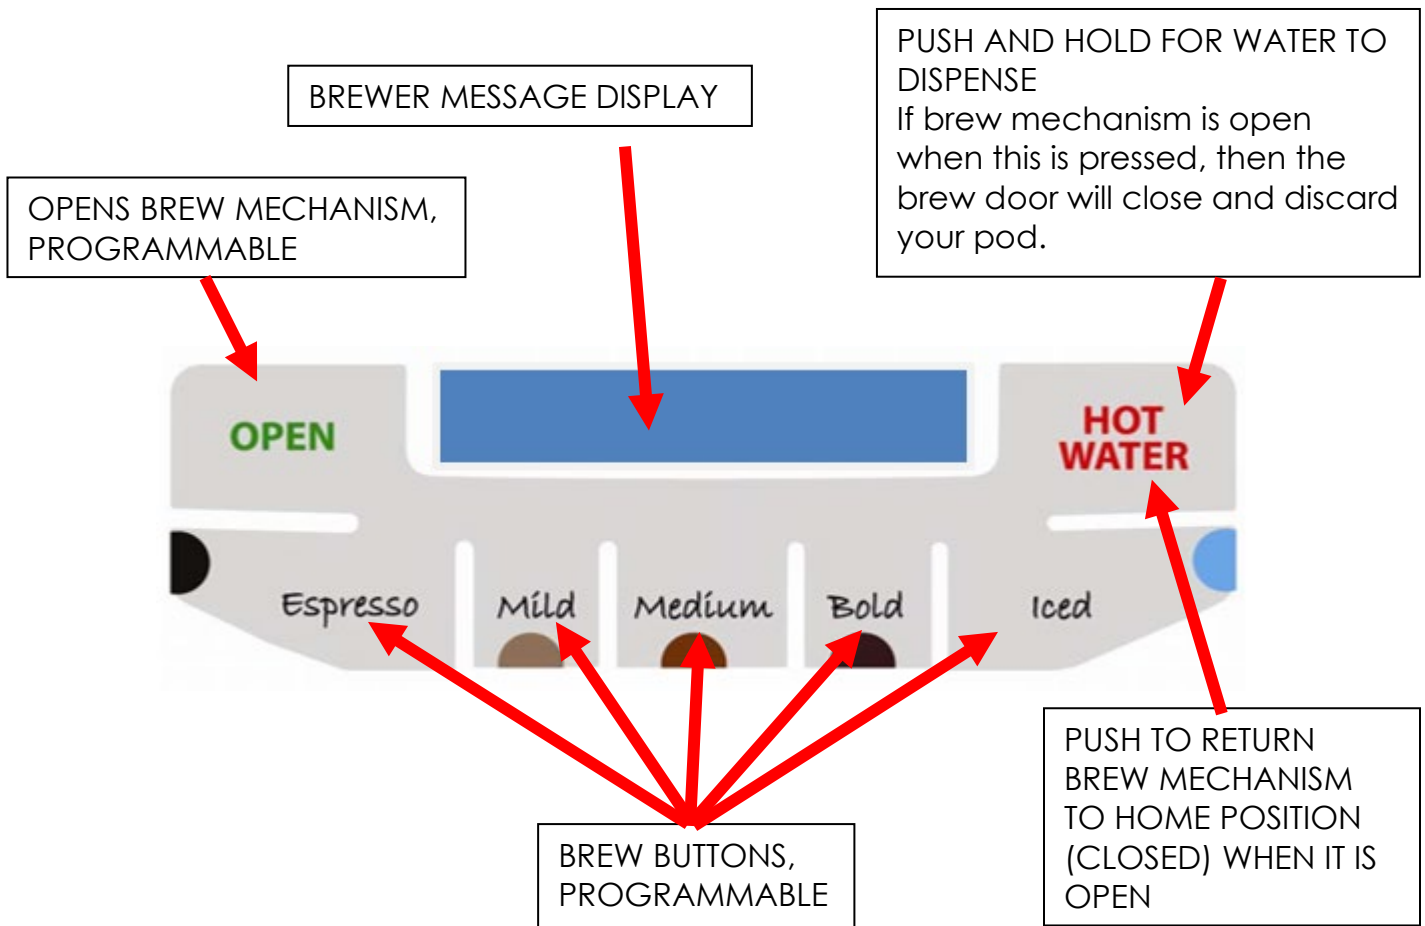 PUSH AND HOLD FOR WATER TO
DISPENSE
If brew mechanism is open
when this is pressed, then the
brew door will close and discard
your pod.
BREWER MESSAGE DISPLAY
OPENS BREW MECHANISM,
PROGRAMMABLE
OPEN
HOT
WATER
Espresso
Mild
Medium
Bold
Iced
BREW BUTTONS,
PROGRAMMABLE
PUSH TO RETURN
BREW MECHANISM
TO HOME POSITION
(CLOSED) WHEN IT IS
OPEN